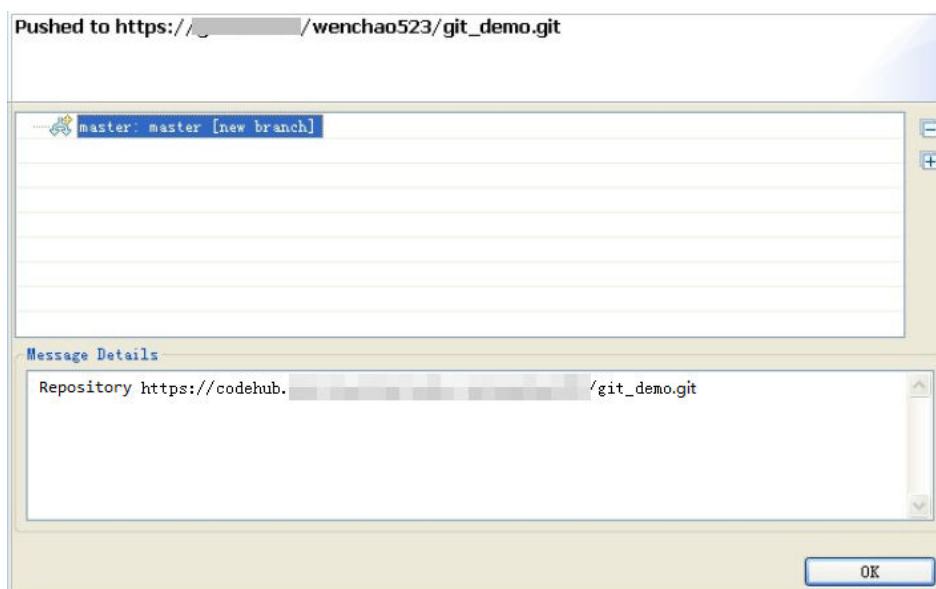 Pushed to https:// /wenchao523/git_demo.git
master: master [new branch]
Message Details
Repository https://codehub. /git_demo.git
OK